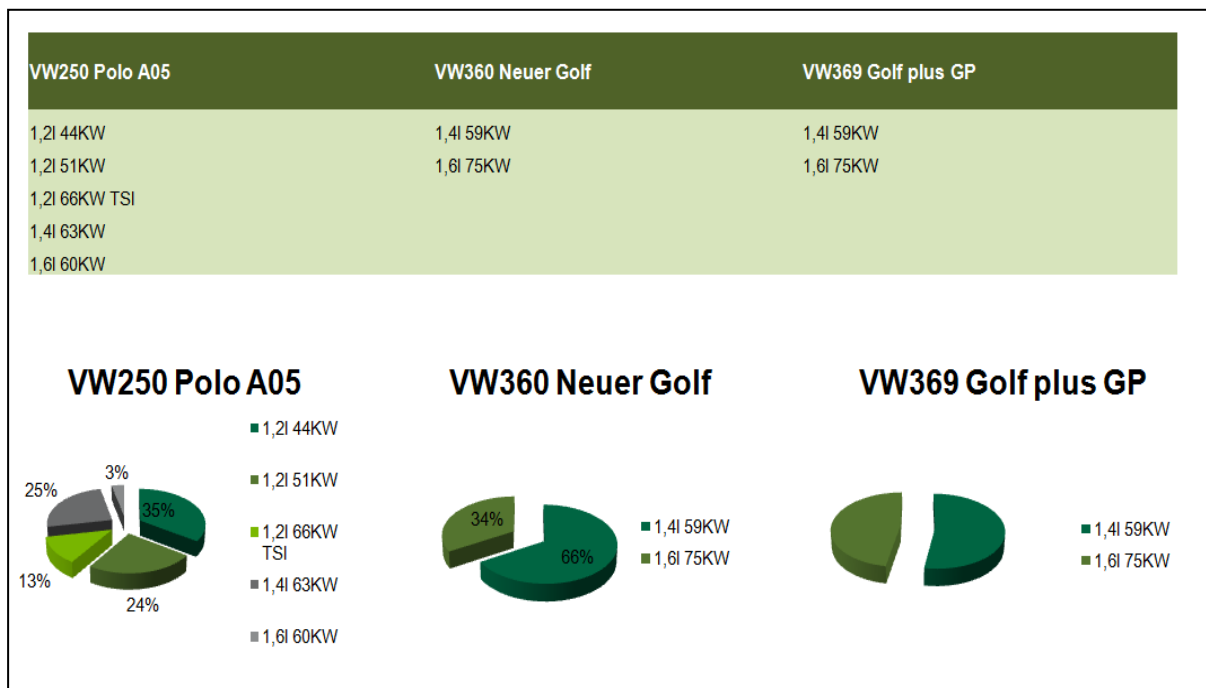 VW250 Polo A05 VW360 Neuer Golf VW369 Golf plus GP
1,2l 44KW 1,4l 59KW 1,4l 59KW
1,2l 51KW 1,6l 75KW 1,6l 75KW
1,2l 66KW TSI
1,4l 63KW
1,6l 60KW
VW250 Polo A05
1,2l 44KW
1,2l 51KW
1,2l 66KW
TSI
1,4l 63KW
1,6l 60KW
3%
25%
35%
13%
24%
VW360 Neuer Golf
34%
66%
1,4l 59KW
1,6l 75KW
VW369 Golf plus GP
1,4l 59KW
1,6l 75KW